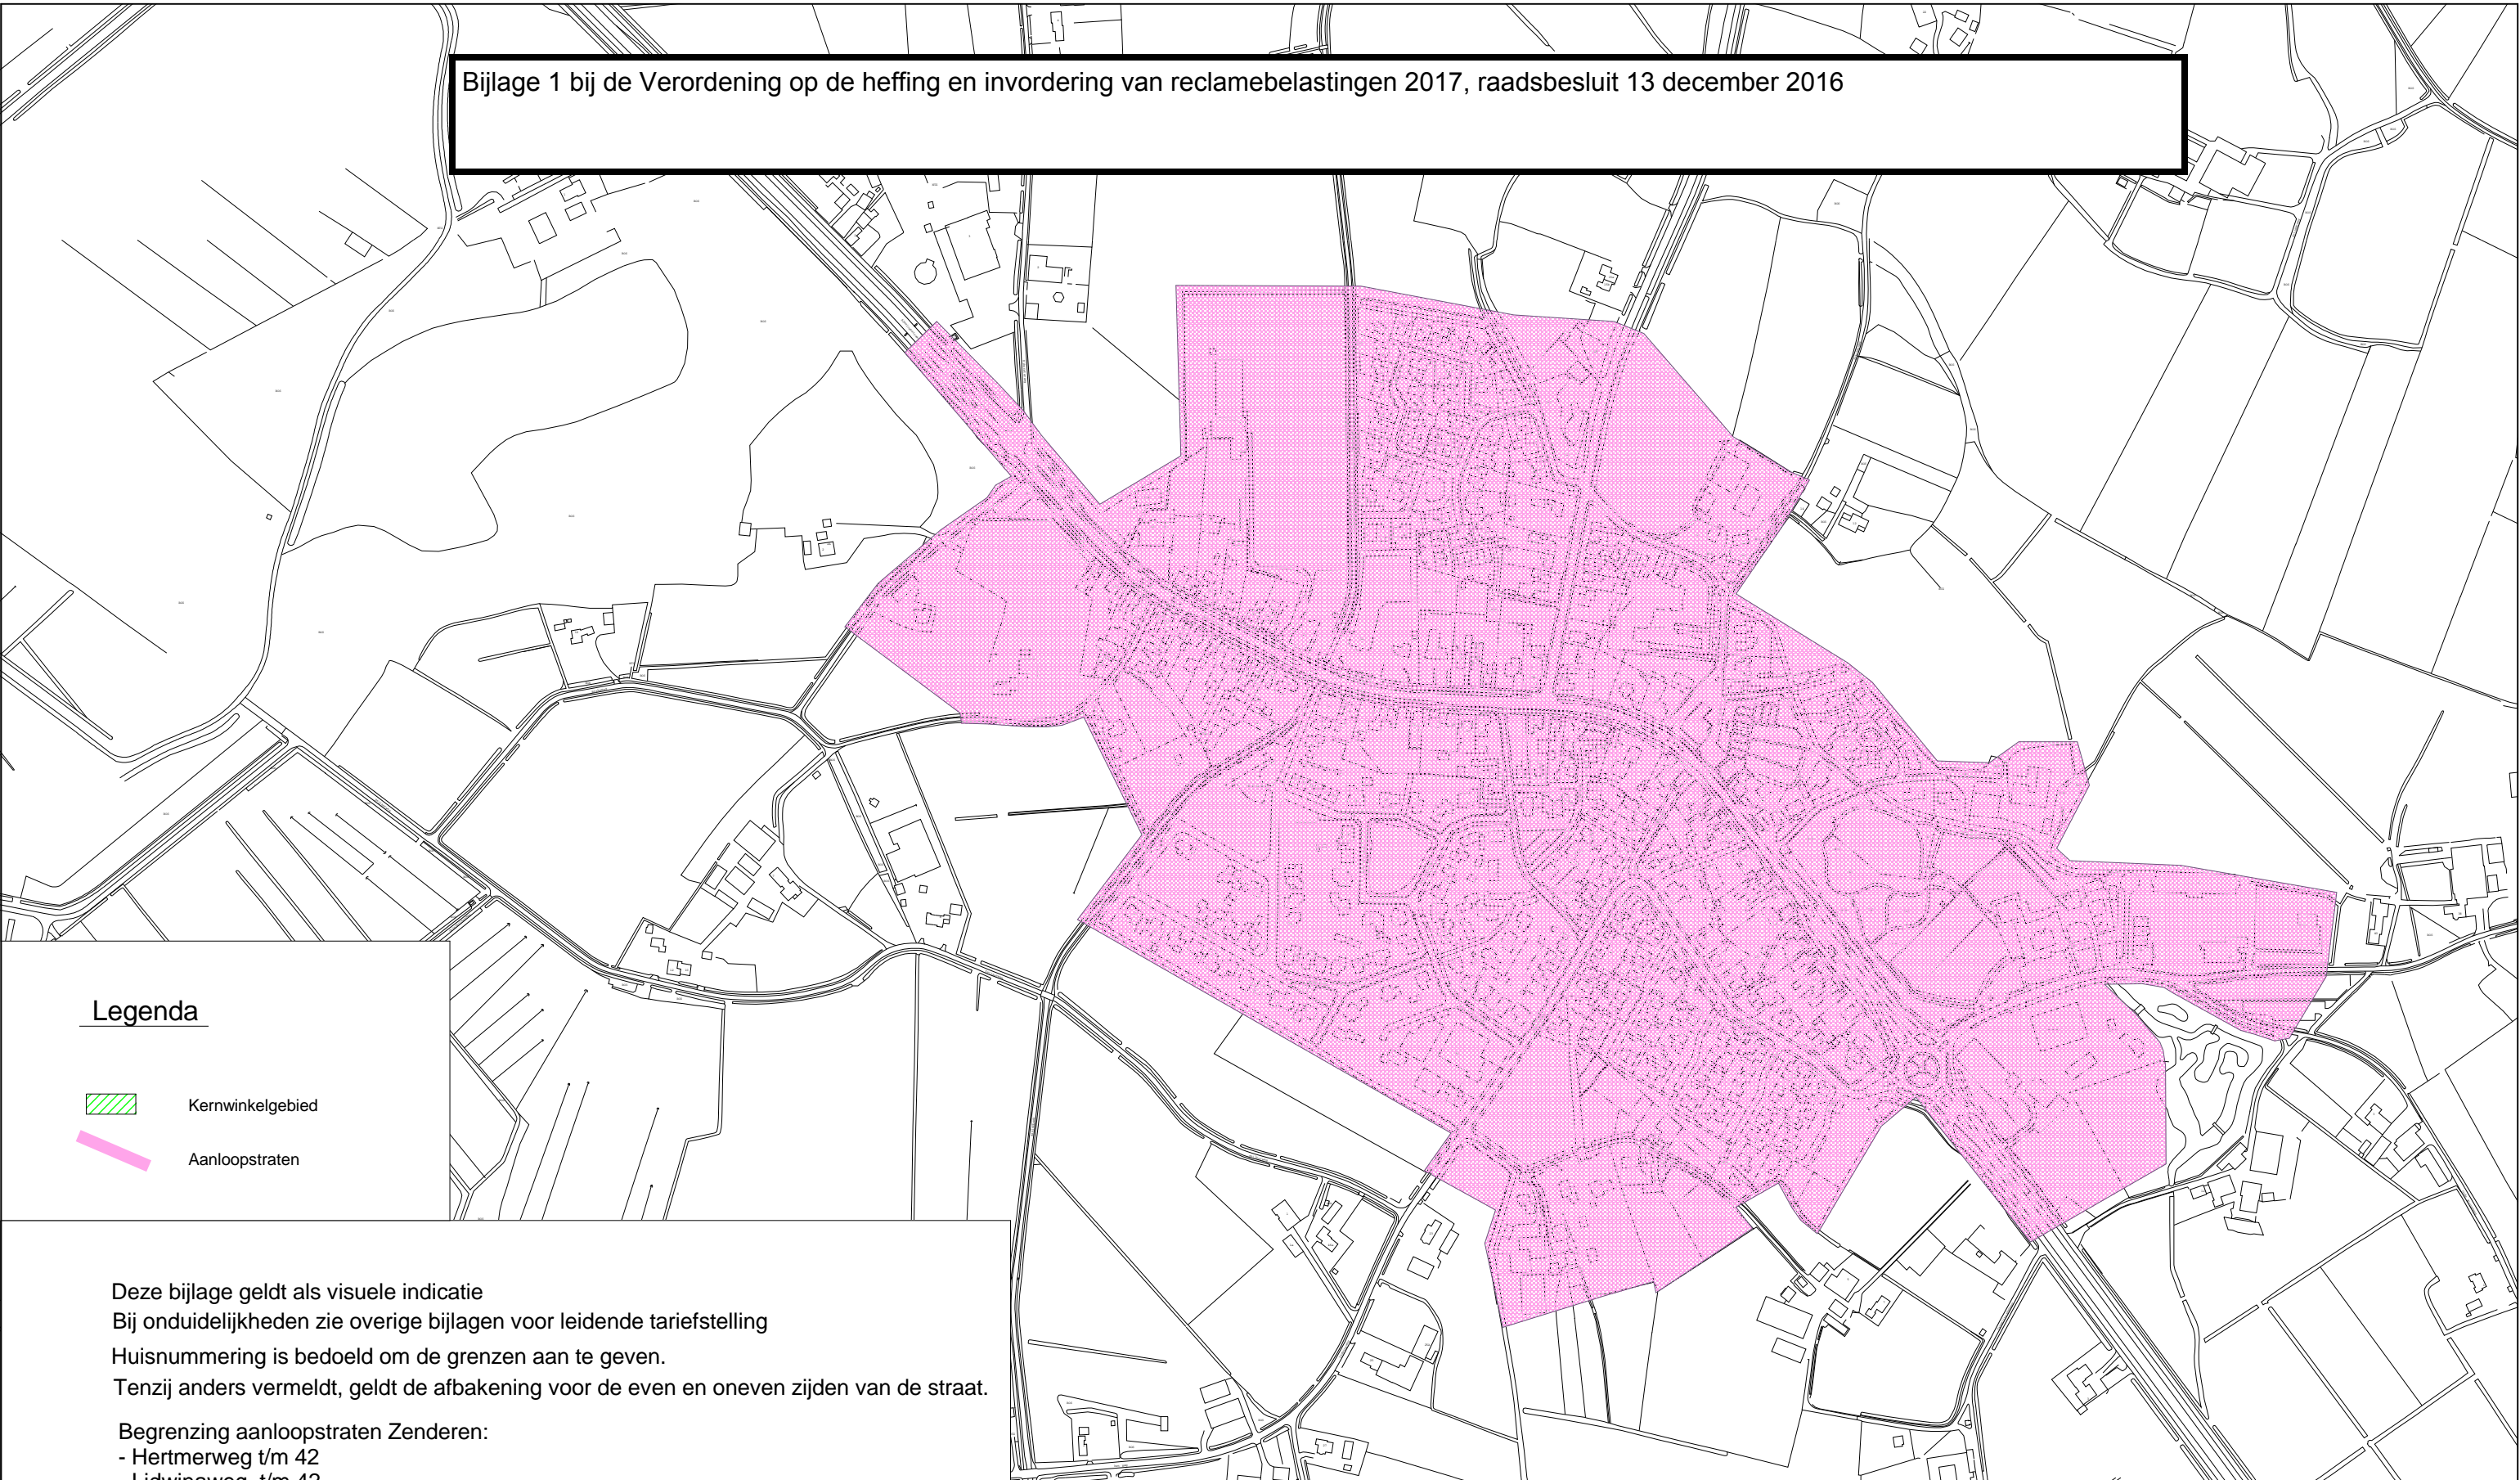 Bijlage 1 bij de Verordening op de heffing en invordering van reclamebelastingen 2017, raadsbesluit 13 december 2016
Legenda
Kernwinkelgebied
Aanloopstraten
Deze bijlage geldt als visuele indicatie
Bij onduidelijkheden zie overige bijlagen voor leidende tariefstelling
Huisnummering is bedoeld om de grenzen aan te geven.
Tenzij anders vermeldt, geldt de afbakening voor de even en oneven zijden van de straat.
Begrenzing aanloopstraten Zenderen:
- Hertmerweg t/m 42
- Lidwinaweg t/m 42